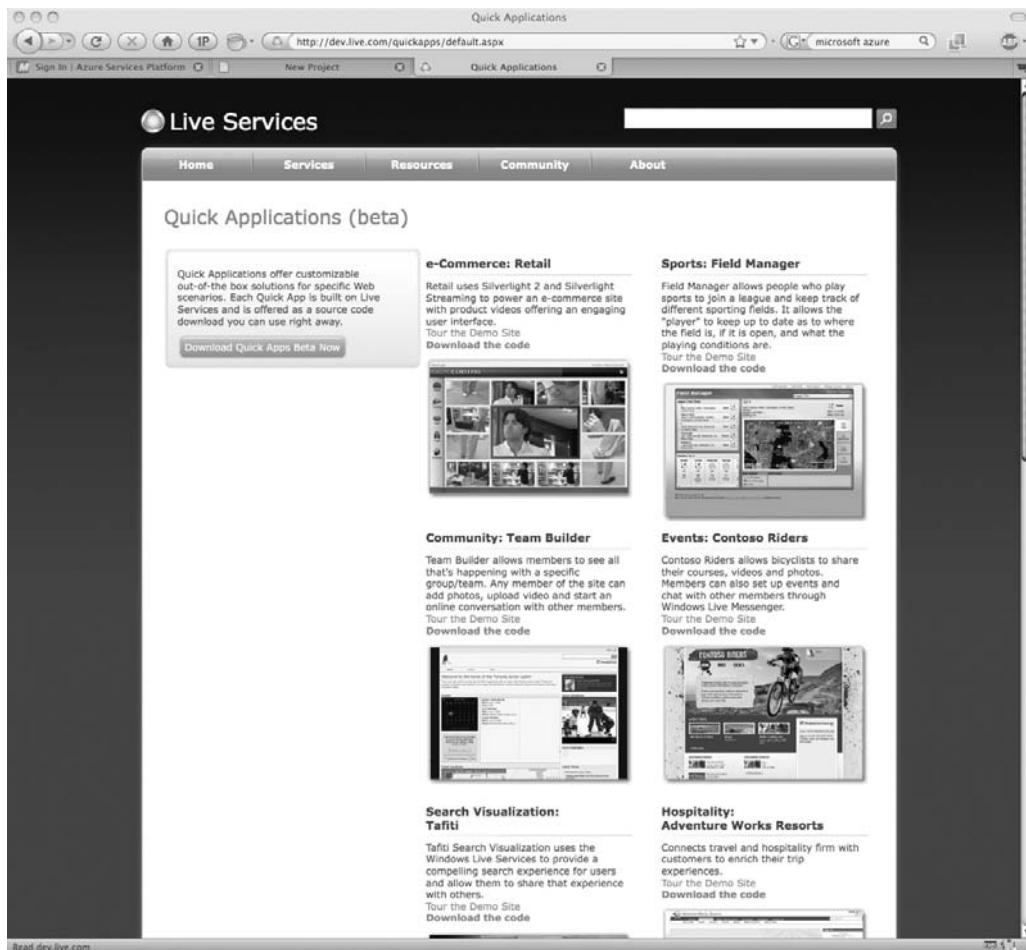 Quick Applications
1P
http://dev.live.com/quickapps/default.aspx
microsoft azure
Sign In | Azure Services Platform
New Project
Quick Applications
Live Services
Home
Services
Resources
Community
About
Quick Applications (beta)
Quick Applications offer customizable
out-of-the box solutions for specific Web
scenarios. Each Quick App is built on Live
Services and is offered as a source code
download you can use right away.
Download Quick Apps Beta Now
e-Commerce: Retail
Retail uses Silverlight 2 and Silverlight
Streaming to power an e-commerce site
with product videos offering an engaging
user interface.
Tour the Demo Site
Download the code
Sports: Field Manager
Field Manager allows people who play
sports to join a league and keep track of
different sporting fields. It allows the
"player" to keep up to date as to where
the field is, if it is open, and what the
playing conditions are.
Tour the Demo Site
Download the code
Field Manager
Community: Team Builder
Team Builder allows members to see all
that's happening with a specific
group/team. Any member of the site can
add photos, upload video and start an
online conversation with other members.
Tour the Demo Site
Download the code
Events: Contoso Riders
Contoso Riders allows bicyclists to share
their courses, videos and photos.
Members can also set up events and
chat with other members through
Windows Live Messenger.
Tour the Demo Site
Download the code
CONTOSO RIDERS
Search Visualization:
Tafiti
Tafiti Search Visualization uses the
Windows Live Services to provide a
compelling search experience for users
and allow them to share that experience
with others.
Tour the Demo Site
Download the code
Hospitality:
Adventure Works Resorts
Connects travel and hospitality firm with
customers to enrich their trip
experiences.
Tour the Demo Site
Download the code
Read dev.live.com